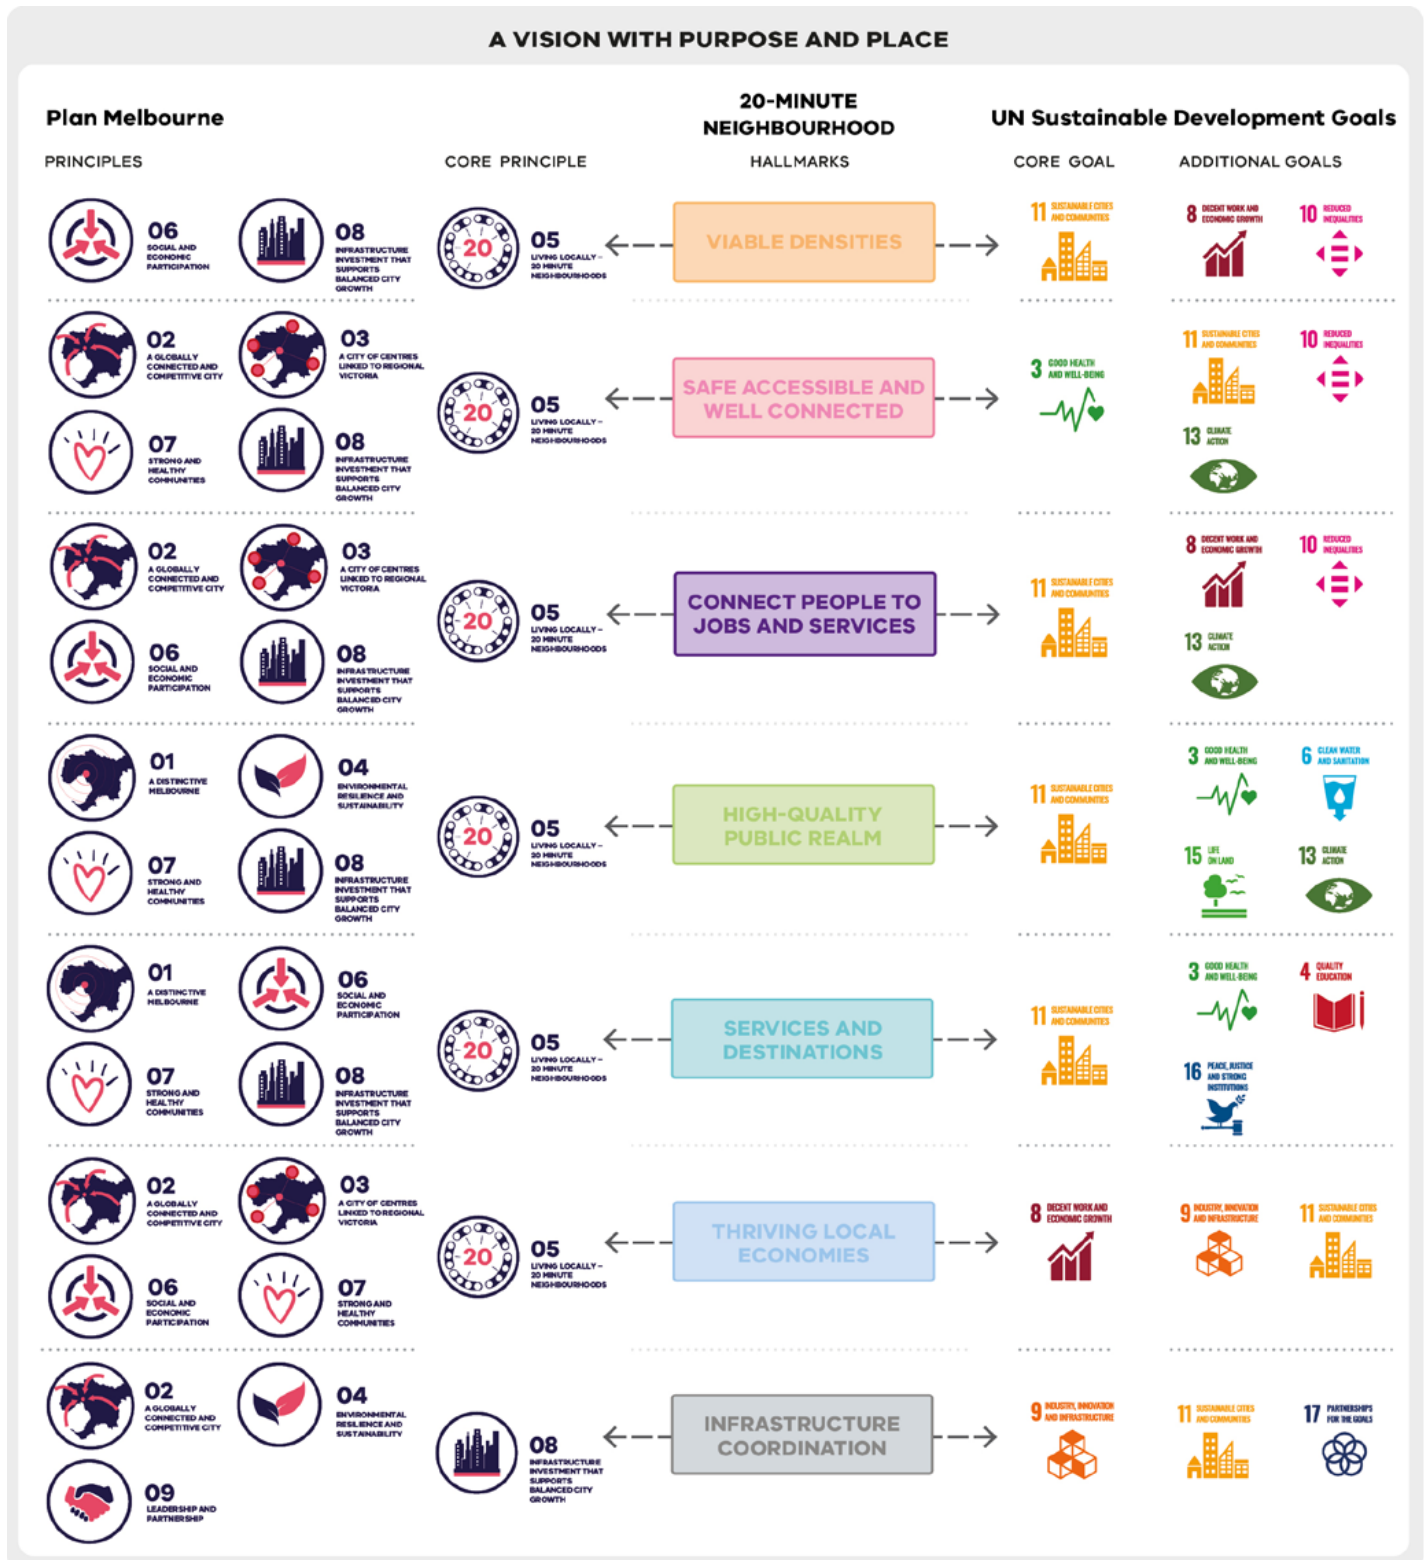 A VISION WITH PURPOSE AND PLACE
Plan Melbourne
20-MINUTE
NEIGHBOURHOOD
UN Sustainable Development Goals
PRINCIPLES
CORE PRINCIPLE
HALLMARKS
CORE GOAL
ADDITIONAL GOALS
06
SOCIAL AND
ECONOMIC
PARTICIPATION
08
INFRASTRUCTURE
INVESTMENT THAT
SUPPORTS
BALANCED CITY
GROWTH
20
05
LIVING LOCALLY –
20 MINUTE
NEIGHBOURHOODS
VIABLE DENSITIES
11 SUSTAINABLE CITIES
AND COMMUNITIES
8 DECENT WORK AND
ECONOMIC GROWTH
10 REDUCED
INEQUALITIES
02
A GLOBALLY
CONNECTED AND
COMPETITIVE CITY
03
A CITY OF CENTRES
LINKED TO REGIONAL
VICTORIA
07
STRONG AND
HEALTHY
COMMUNITIES
08
INFRASTRUCTURE
INVESTMENT THAT
SUPPORTS
BALANCED CITY
GROWTH
20
05
LIVING LOCALLY –
20 MINUTE
NEIGHBOURHOODS
SAFE ACCESSIBLE AND
WELL CONNECTED
3 GOOD HEALTH
AND WELL-BEING
11 SUSTAINABLE CITIES
AND COMMUNITIES
10 REDUCED
INEQUALITIES
13 CLIMATE
ACTION
02
A GLOBALLY
CONNECTED AND
COMPETITIVE CITY
03
A CITY OF CENTRES
LINKED TO REGIONAL
VICTORIA
06
SOCIAL AND
ECONOMIC
PARTICIPATION
08
INFRASTRUCTURE
INVESTMENT THAT
SUPPORTS
BALANCED CITY
GROWTH
20
05
LIVING LOCALLY –
20 MINUTE
NEIGHBOURHOODS
CONNECT PEOPLE TO
JOBS AND SERVICES
11 SUSTAINABLE CITIES
AND COMMUNITIES
8 DECENT WORK AND
ECONOMIC GROWTH
10 REDUCED
INEQUALITIES
13 CLIMATE
ACTION
01
A DISTINCTIVE
MELBOURNE
04
ENVIRONMENTAL
RESILIENCE AND
SUSTAINABILITY
07
STRONG AND
HEALTHY
COMMUNITIES
08
INFRASTRUCTURE
INVESTMENT THAT
SUPPORTS
BALANCED CITY
GROWTH
20
05
LIVING LOCALLY –
20 MINUTE
NEIGHBOURHOODS
HIGH-QUALITY
PUBLIC REALM
11 SUSTAINABLE CITIES
AND COMMUNITIES
3 GOOD HEALTH
AND WELL-BEING
6 CLEAN WATER
AND SANITATION
15 LIFE
ON LAND
13 CLIMATE
ACTION
01
A DISTINCTIVE
MELBOURNE
06
SOCIAL AND
ECONOMIC
PARTICIPATION
07
STRONG AND
HEALTHY
COMMUNITIES
08
INFRASTRUCTURE
INVESTMENT THAT
SUPPORTS
BALANCED CITY
GROWTH
20
05
LIVING LOCALLY –
20 MINUTE
NEIGHBOURHOODS
SERVICES AND
DESTINATIONS
11 SUSTAINABLE CITIES
AND COMMUNITIES
3 GOOD HEALTH
AND WELL-BEING
4 QUALITY
EDUCATION
16 PEACE, JUSTICE
AND STRONG
INSTITUTIONS
02
A GLOBALLY
CONNECTED AND
COMPETITIVE CITY
03
A CITY OF CENTRES
LINKED TO REGIONAL
VICTORIA
06
SOCIAL AND
ECONOMIC
PARTICIPATION
07
STRONG AND
HEALTHY
COMMUNITIES
20
05
LIVING LOCALLY –
20 MINUTE
NEIGHBOURHOODS
THRIVING LOCAL
ECONOMIES
8 DECENT WORK AND
ECONOMIC GROWTH
9 INDUSTRY, INNOVATION
AND INFRASTRUCTURE
11 SUSTAINABLE CITIES
AND COMMUNITIES
02
A GLOBALLY
CONNECTED AND
COMPETITIVE CITY
04
ENVIRONMENTAL
RESILIENCE AND
SUSTAINABILITY
09
LEADERSHIP AND
PARTNERSHIP
08
INFRASTRUCTURE
INVESTMENT THAT
SUPPORTS
BALANCED CITY
GROWTH
INFRASTRUCTURE
COORDINATION
9 INDUSTRY, INNOVATION
AND INFRASTRUCTURE
11 SUSTAINABLE CITIES
AND COMMUNITIES
17 PARTNERSHIPS
FOR THE GOALS